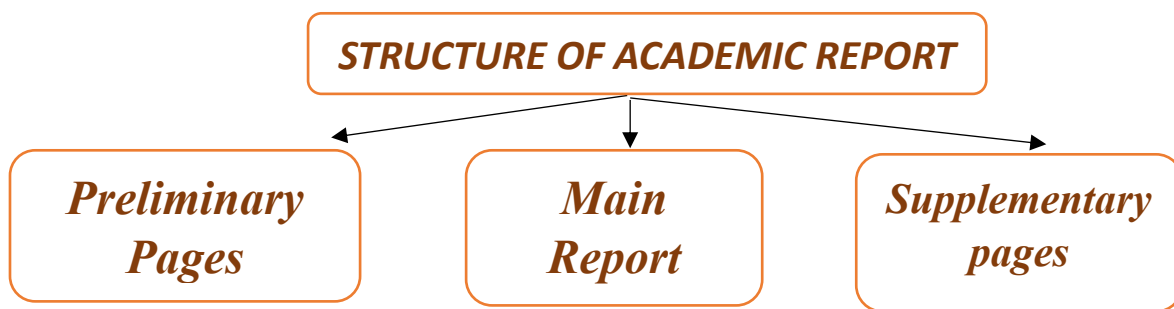 STRUCTURE OF ACADEMIC REPORT
Preliminary
Pages
Main
Report
Supplementary
pages